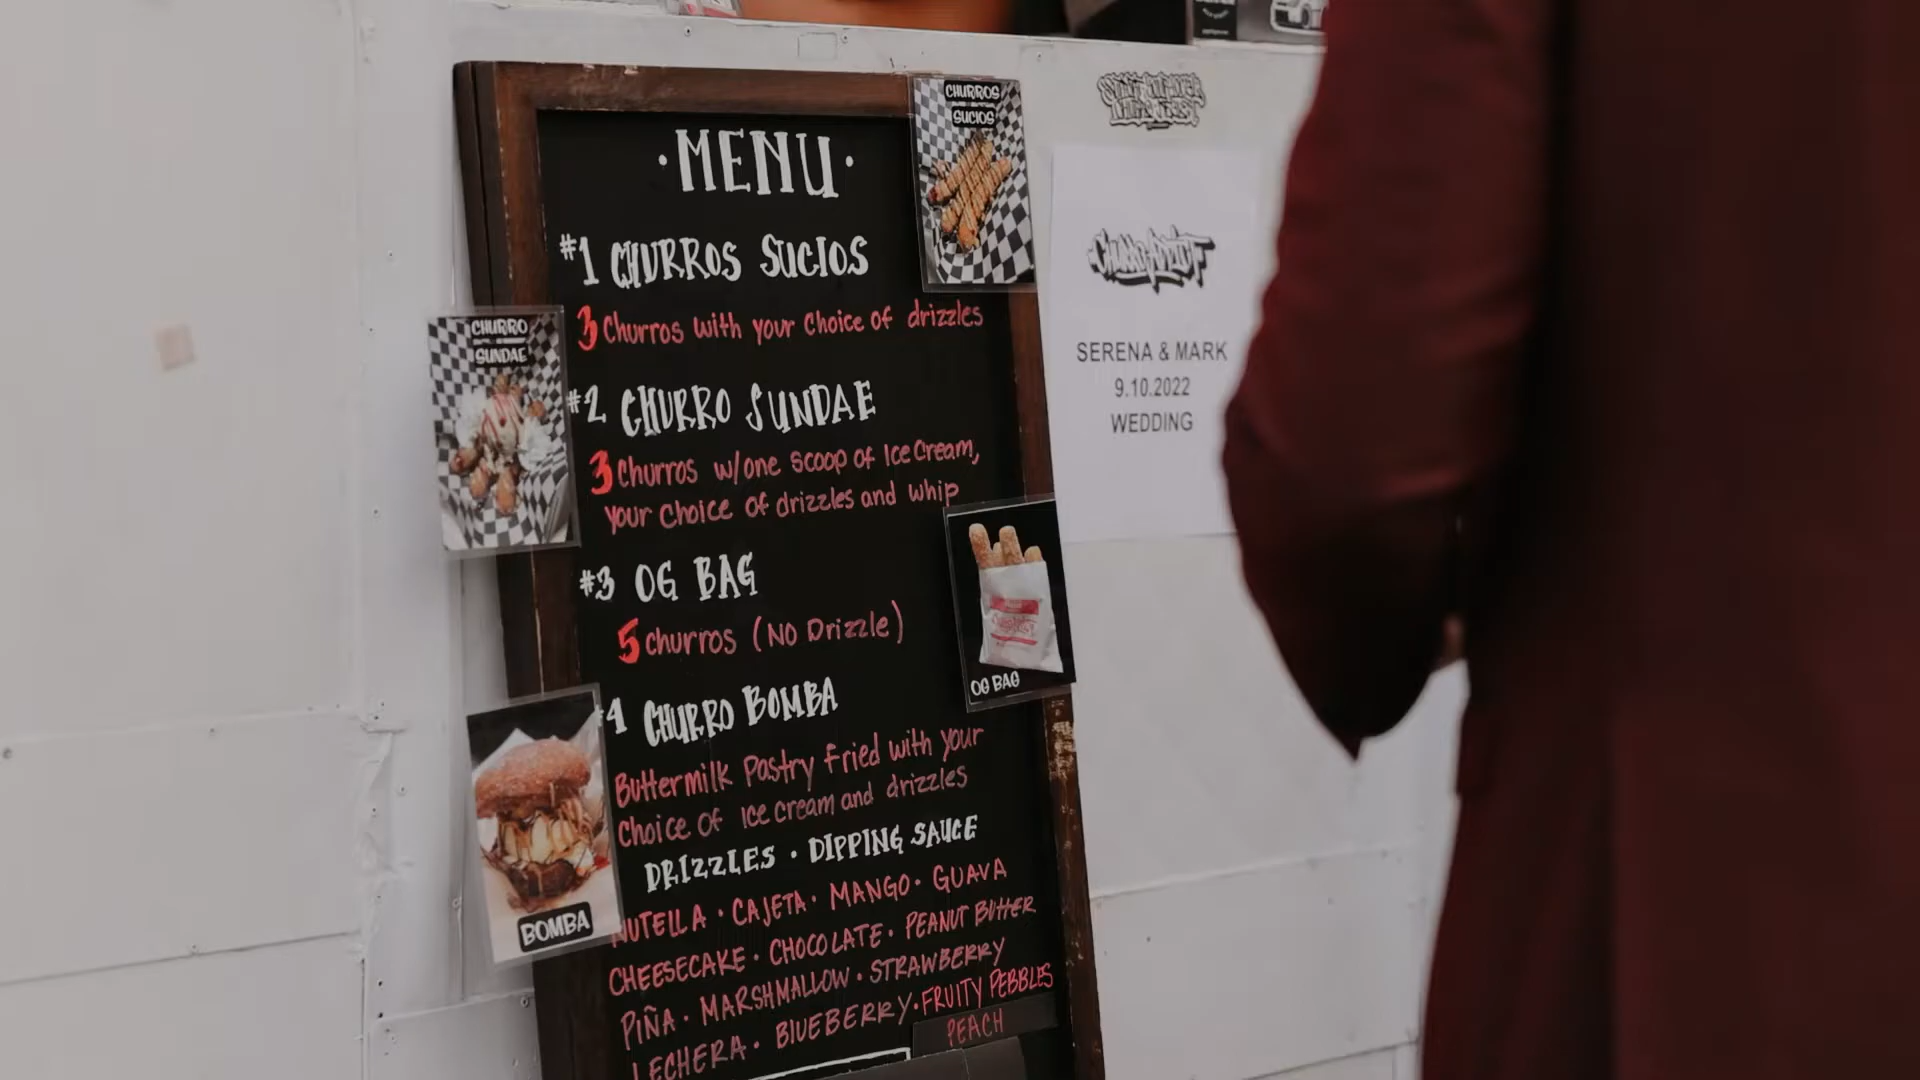 · MENU ·
#1 CHURROS SUCIOS
3 Churros with your Choice of drizzles
#2 CHURRO SUNDAE
3 Churros w/one scoop of Ice Cream,
your Choice of drizzles and whip
#3 OG BAG
5 churros (NO Drizzle)
#4 CHURRO BOMBA
Buttermilk Pastry Fried with your
Choice of Ice cream and drizzles
DRIZZLES · DIPPING SAUCE
NUTELLA · CAJETA · MANGO · GUAVA
CHEESECAKE · CHOCOLATE · PEANUT BUTTER
PIÑA · MARSHMALLOW · STRAWBERRY
LECHERA · BLUEBERRY · FRUITY PEBBLES
PEACH
CHURROS
SUCIOS
CHURRO
SUNDAE
OG BAG
BOMBA
CHURRO ADDICT
SERENA & MARK
9.10.2022
WEDDING